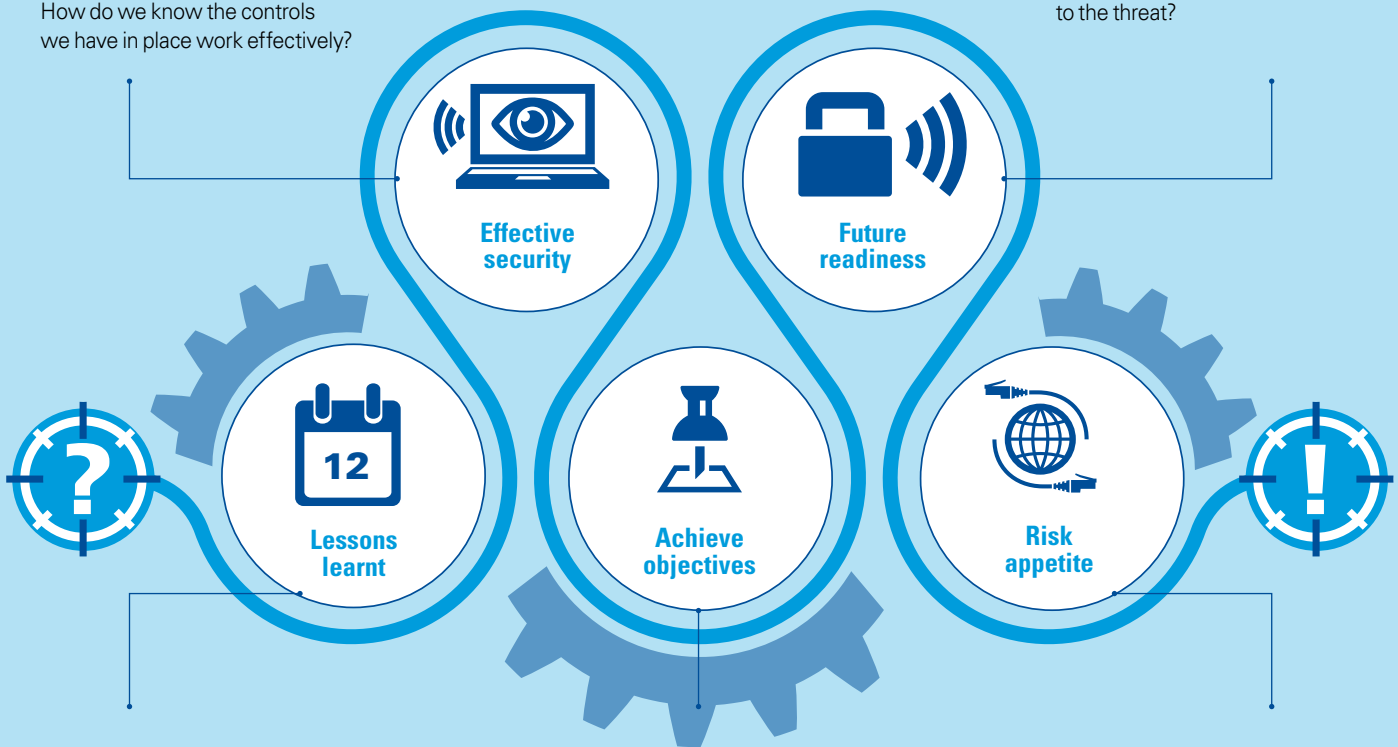 How do we know the controls
we have in place work effectively?
to the threat?
Effective
security
Future
readiness
?
12
Lessons
learnt
Achieve
objectives
Risk
appetite
!